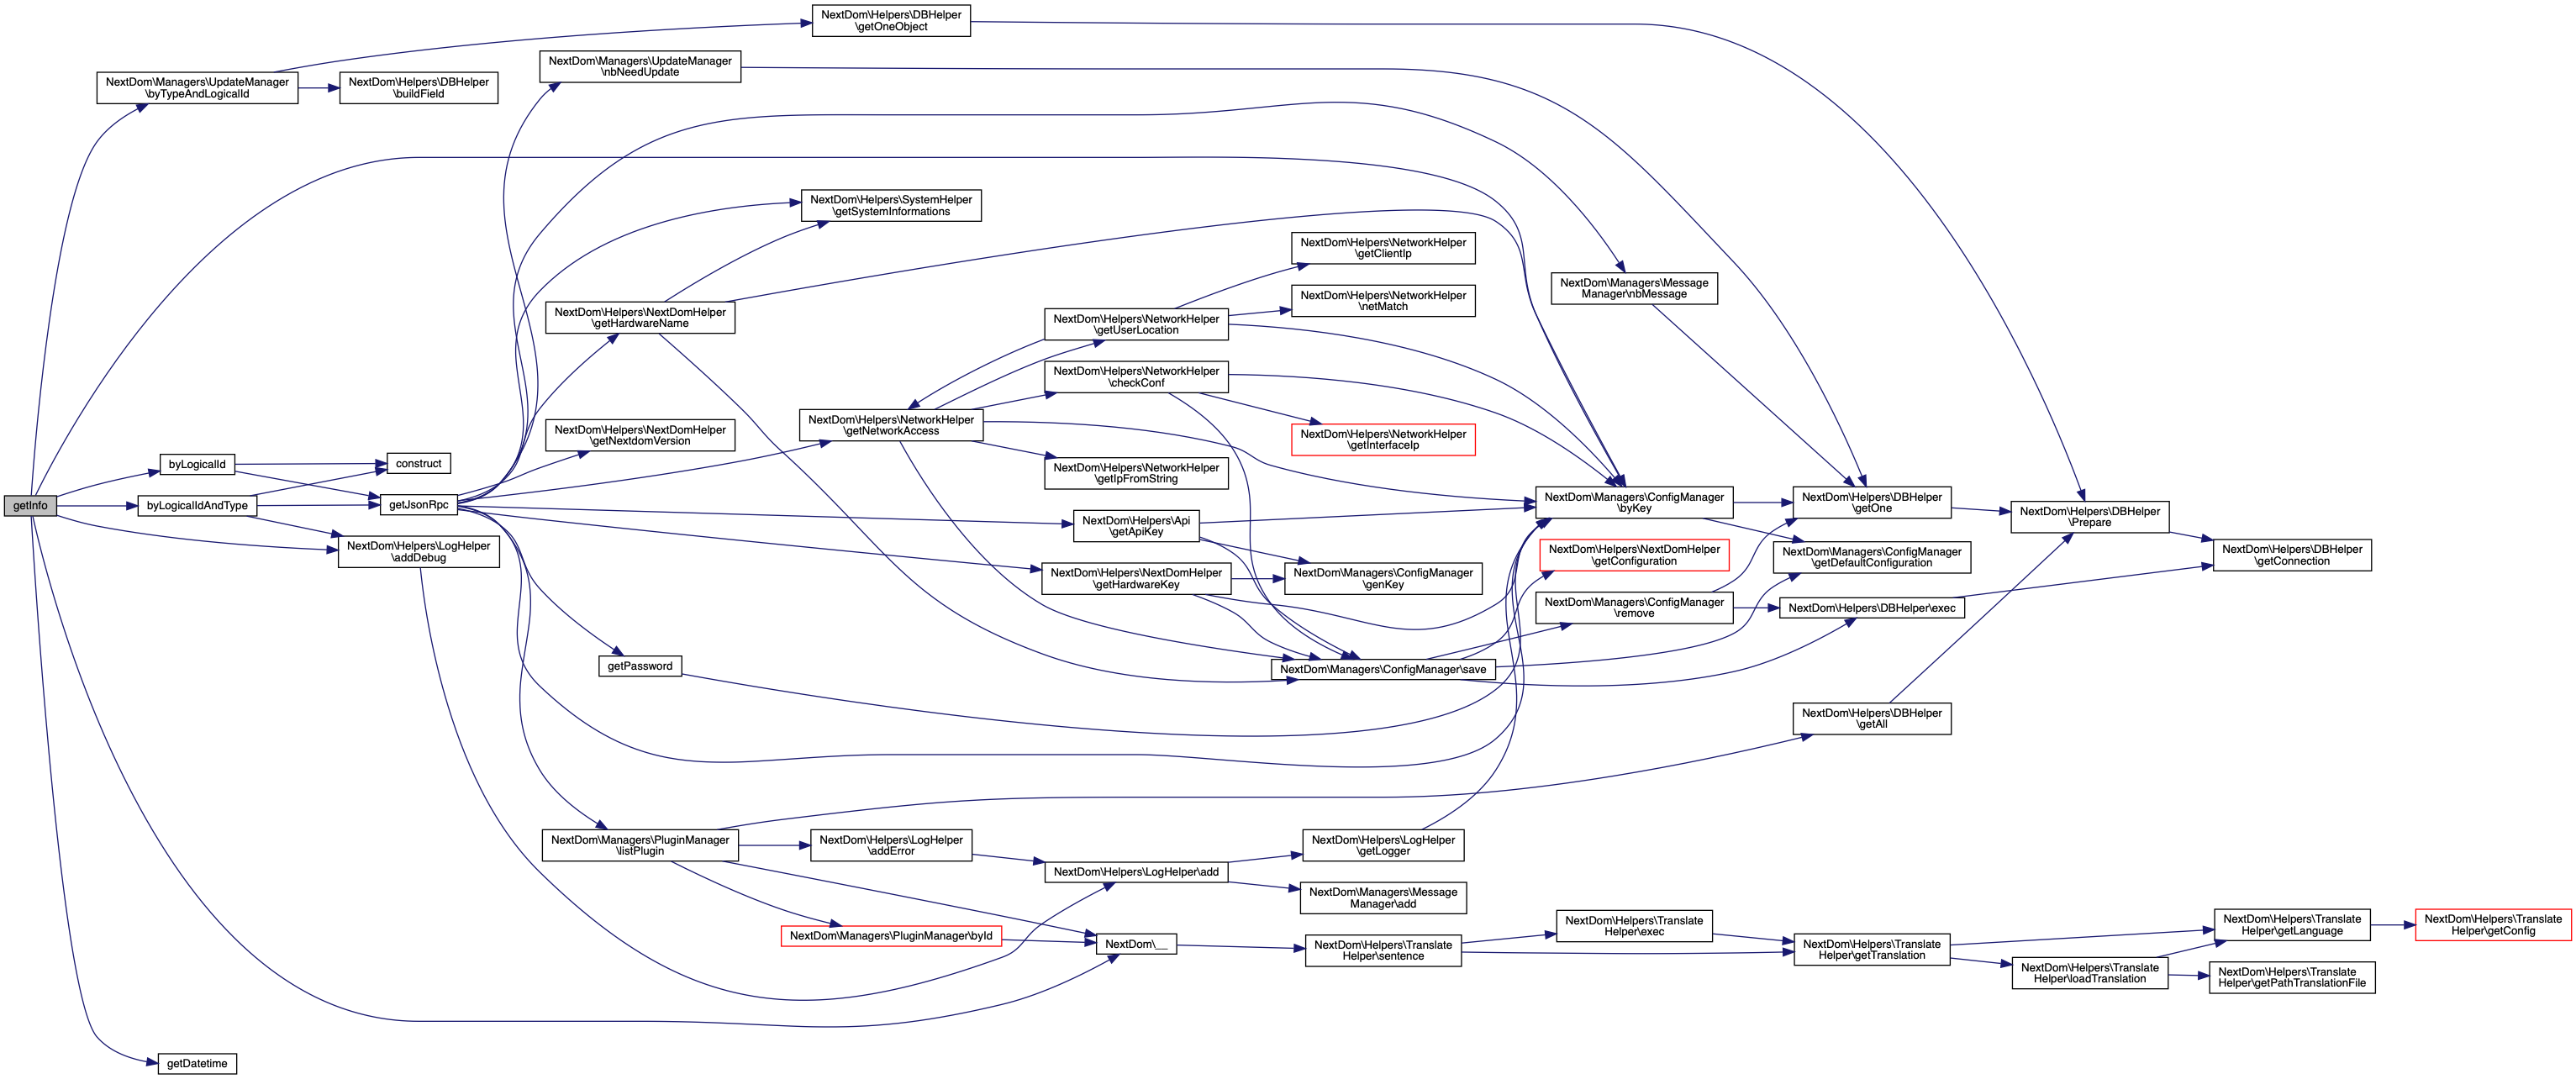 getInfo
NextDom\Managers\UpdateManager
\byTypeAndLogicalId
byLogicalId
byLogicalIdAndType
getDatetime
NextDom\Helpers\DBHelper
\buildField
construct
getJsonRpc
NextDom\Helpers\LogHelper
\addDebug
NextDom\Managers\UpdateManager
\nbNeedUpdate
NextDom\Helpers\NextDomHelper
\getHardwareName
NextDom\Helpers\NextDomHelper
\getNextdomVersion
getPassword
NextDom\Managers\PluginManager
\listPlugin
NextDom\Helpers\DBHelper
\getOneObject
NextDom\Helpers\SystemHelper
\getSystemInformations
NextDom\Helpers\NetworkHelper
\getNetworkAccess
NextDom\Helpers\LogHelper
\addError
NextDom\Managers\PluginManager\byId
NextDom\Helpers\NetworkHelper
\getUserLocation
NextDom\Helpers\NetworkHelper
\checkConf
NextDom\Helpers\NetworkHelper
\getIpFromString
NextDom\Helpers\Api
\getApiKey
NextDom\Helpers\NextDomHelper
\getHardwareKey
NextDom\Helpers\LogHelper\add
NextDom\__
NextDom\Helpers\NetworkHelper
\getClientIp
NextDom\Helpers\NetworkHelper
\netMatch
NextDom\Helpers\NetworkHelper
\getInterfaceIp
NextDom\Managers\ConfigManager
\genKey
NextDom\Managers\ConfigManager\save
NextDom\Helpers\LogHelper
\getLogger
NextDom\Managers\Message
Manager\add
NextDom\Helpers\Translate
Helper\sentence
NextDom\Managers\Message
Manager\nbMessage
NextDom\Managers\ConfigManager
\byKey
NextDom\Helpers\NextDomHelper
\getConfiguration
NextDom\Managers\ConfigManager
\remove
NextDom\Helpers\Translate
Helper\exec
NextDom\Helpers\DBHelper
\getOne
NextDom\Managers\ConfigManager
\getDefaultConfiguration
NextDom\Helpers\DBHelper\exec
NextDom\Helpers\DBHelper
\getAll
NextDom\Helpers\Translate
Helper\getTranslation
NextDom\Helpers\DBHelper
\Prepare
NextDom\Helpers\Translate
Helper\loadTranslation
NextDom\Helpers\DBHelper
\getConnection
NextDom\Helpers\Translate
Helper\getLanguage
NextDom\Helpers\Translate
Helper\getPathTranslationFile
NextDom\Helpers\Translate
Helper\getConfig